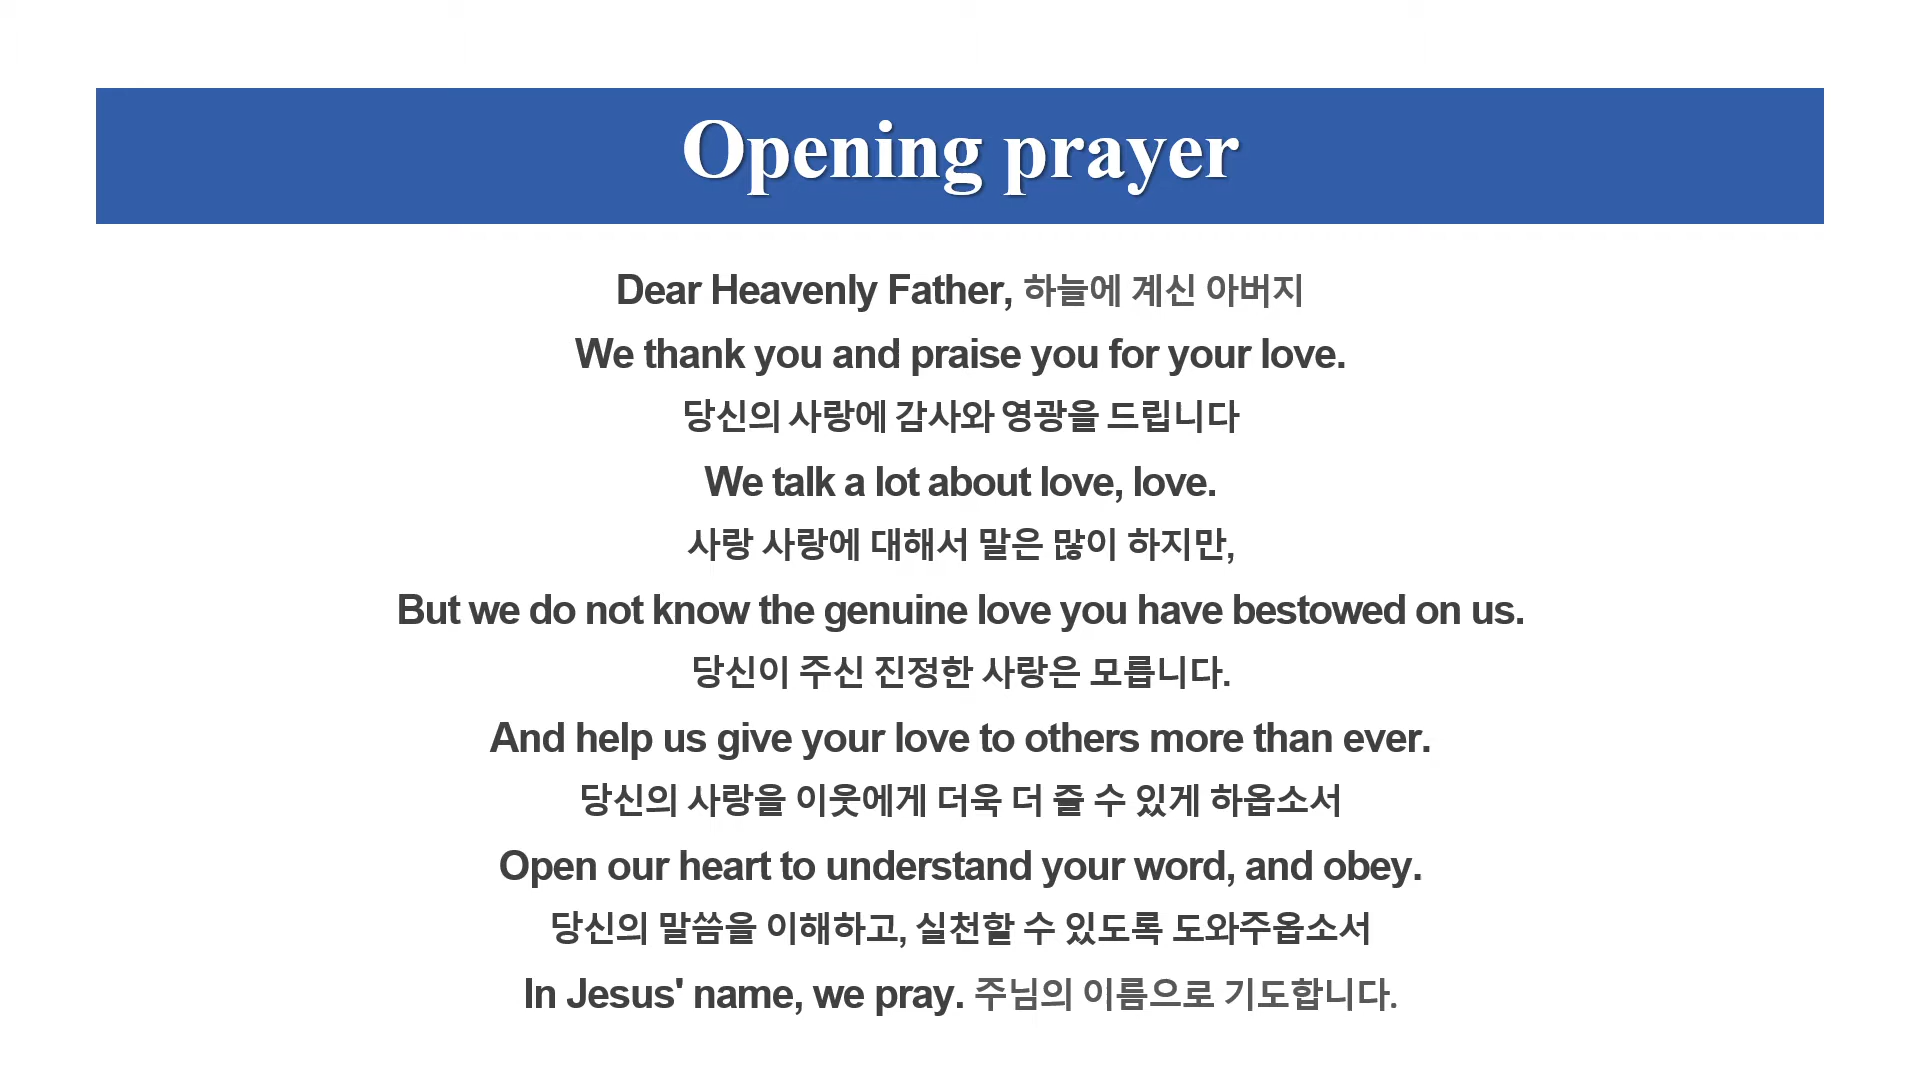 Opening prayer
Dear Heavenly Father, 하늘에 계신 아버지
We thank you and praise you for your love.
당신의 사랑에 감사와 영광을 드립니다
We talk a lot about love, love.
사랑 사랑에 대해서 말은 많이 하지만,
But we do not know the genuine love you have bestowed on us.
당신이 주신 진정한 사랑은 모릅니다.
And help us give your love to others more than ever.
당신의 사랑을 이웃에게 더욱 더 줄 수 있게 하옵소서
Open our heart to understand your word, and obey.
당신의 말씀을 이해하고, 실천할 수 있도록 도와주옵소서
In Jesus' name, we pray. 주님의 이름으로 기도합니다.